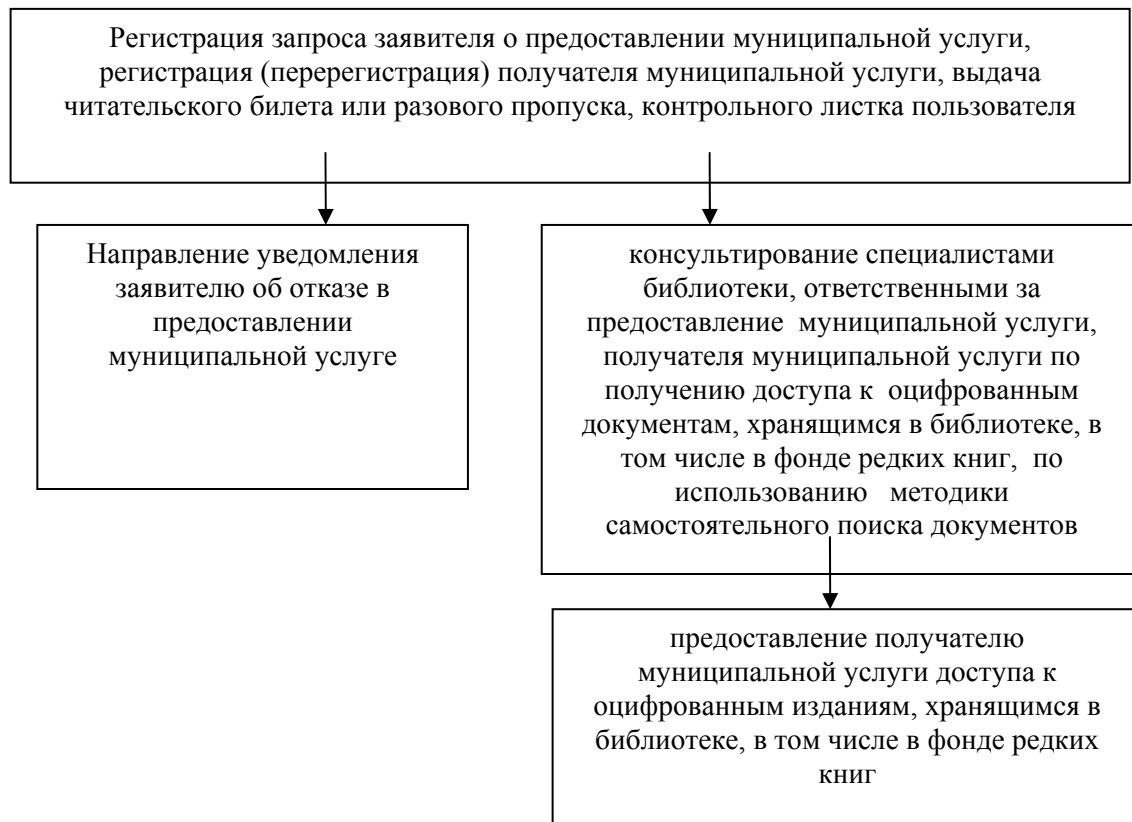 Регистрация запроса заявителя о предоставлении муниципальной услуги,
регистрация (перерегистрация) получателя муниципальной услуги, выдача
читательского билета или разового пропуска, контрольного листка пользователя
Направление уведомления
заявителю об отказе в
предоставлении
муниципальной услуге
консультирование специалистами
библиотеки, ответственными за
предоставление муниципальной услуги,
получателя муниципальной услуги по
получению доступа к оцифрованным
документам, хранящимся в библиотеке, в
том числе в фонде редких книг, по
использованию методики
самостоятельного поиска документов
предоставление получателю
муниципальной услуги доступа к
оцифрованным изданиям, хранящимся в
библиотеке, в том числе в фонде редких
книг